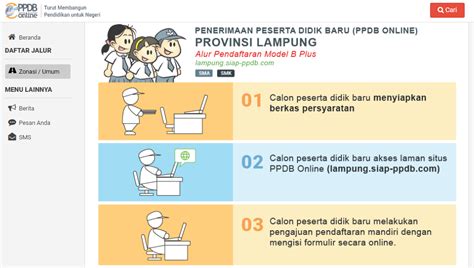 PPDB online
Turut Membangun
Pendidikan untuk Negeri
Cari
Beranda
DAFTAR JALUR
Zonasi / Umum
MENU LAINNYA
Berita
Pesan Anda
SMS
PENERIMAAN PESERTA DIDIK BARU (PPDB ONLINE)
PROVINSI LAMPUNG
Alur Pendaftaran Model B Plus
lampung.siap-ppdb.com
SMA SMK
01 Calon peserta didik baru menyiapkan
berkas persyaratan
02 Calon peserta didik baru akses laman situs
PPDB Online (lampung.siap-ppdb.com)
03 Calon peserta didik baru melakukan
pengajuan pendaftaran mandiri dengan
mengisi formulir secara online.